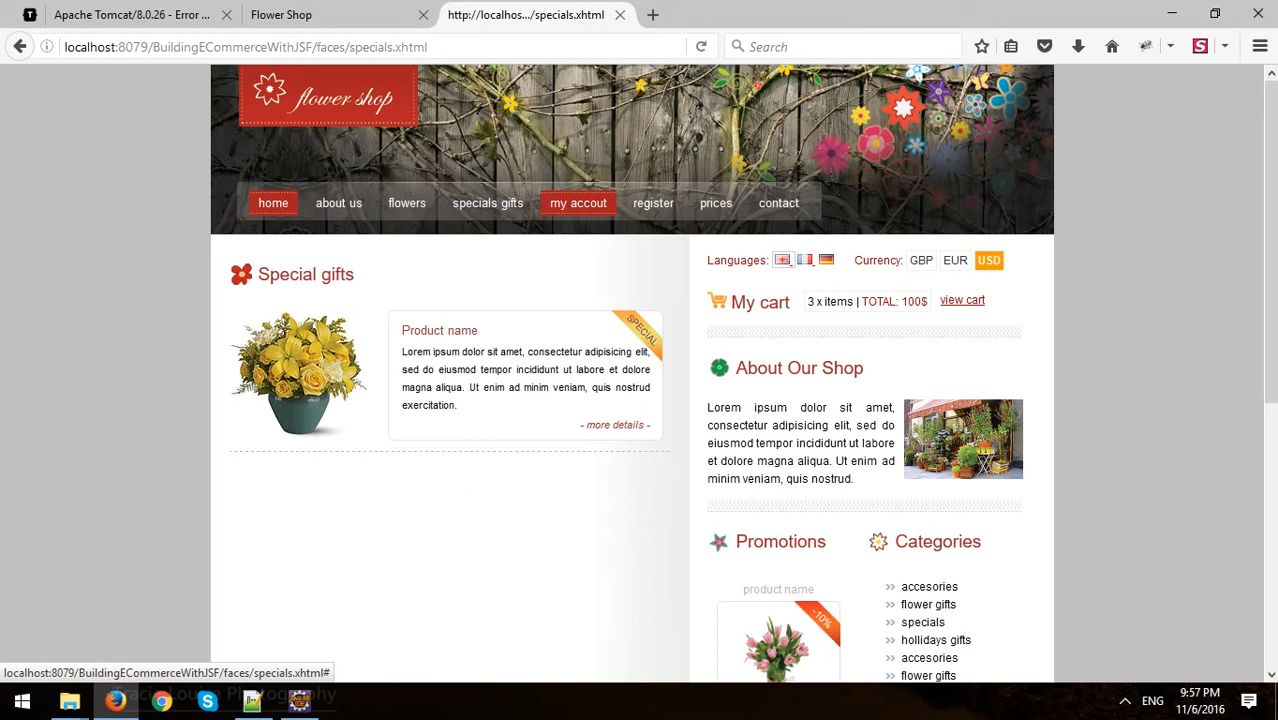 Apache Tomcat/8.0.26 - Error ...
Flower Shop
http://localhos.../specials.xhtml
localhost:8079/BuildingECommerceWithJSF/faces/specials.xhtml
Search
flower shop
home about us flowers specials gifts my accout register prices contact
Special gifts
Product name
SPECIAL
Lorem ipsum dolor sit amet, consectetur adipisicing elit,
sed do eiusmod tempor incididunt ut labore et dolore
magna aliqua. Ut enim ad minim veniam, quis nostrud
exercitation.
- more details -
Languages: Currency: GBP EUR USD
My cart 3 x items | TOTAL: 100$ view cart
About Our Shop
Lorem ipsum dolor sit amet,
consectetur adipisicing elit, sed do
eiusmod tempor incididunt ut labore
et dolore magna aliqua. Ut enim ad
minim veniam, quis nostrud.
Promotions
product name
-10%
Categories
accesories
flower gifts
specials
hollidays gifts
accesories
flower gifts
localhost:8079/BuildingECommerceWithJSF/faces/specials.xhtml#
Photography
ENG
9:57 PM
11/6/2016